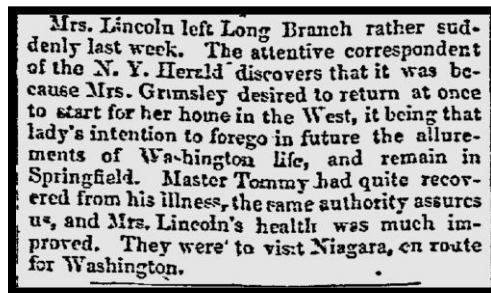 Mrs. Lincoln left Long Branch rather sud-
denly last week. The attentive correspondent
of the N. Y. Herald discovers that it was be-
cause Mrs. Grimsley desired to return at once
to start for her home in the West, it being that
lady's intention to forego in future the allure-
ments of Washington life, and remain in
Springfield. Master Tommy had quite recov-
ered from his illness, the same authority assures
us, and Mrs. Lincoln's health was much im-
proved. They were to visit Niagara, en route
for Washington.